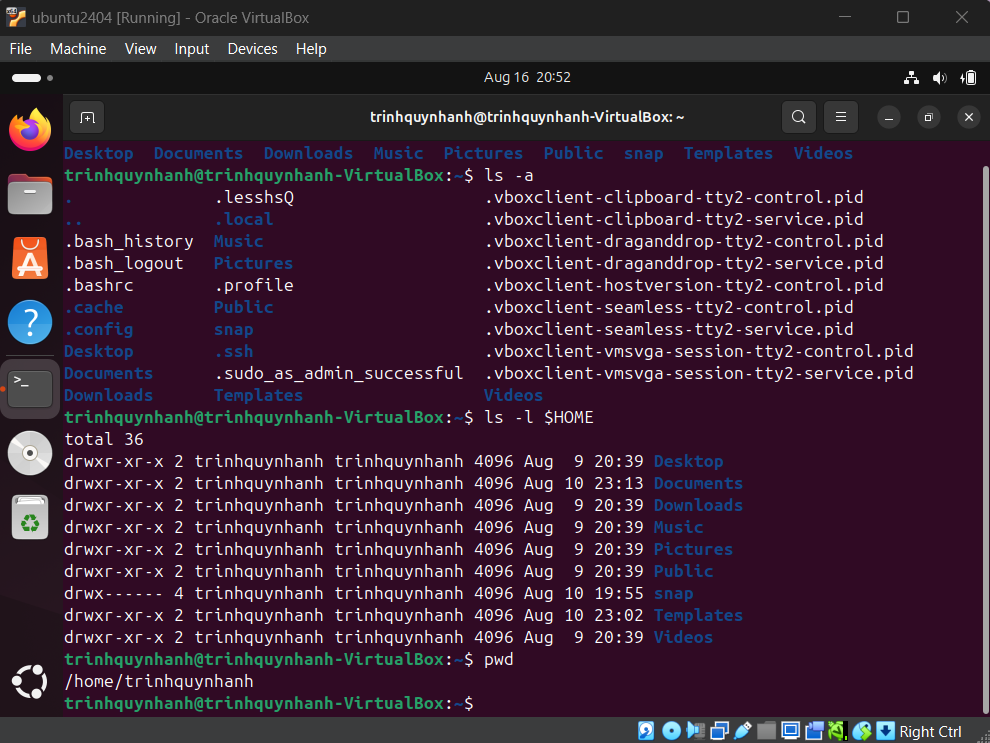 ubuntu2404 [Running] - Oracle VirtualBox
File Machine View Input Devices Help
Aug 16 20:52
trinhquynhanh@trinhquynhanh-VirtualBox: ~
Desktop Documents Downloads Music Pictures Public snap Templates Videos
trinhquynhanh@trinhquynhanh-VirtualBox:~$ ls -a
. .lesshsQ .vboxclient-clipboard-tty2-control.pid
.. .local .vboxclient-clipboard-tty2-service.pid
.bash_history Music .vboxclient-draganddrop-tty2-control.pid
.bash_logout Pictures .vboxclient-draganddrop-tty2-service.pid
.bashrc .profile .vboxclient-hostversion-tty2-control.pid
.cache Public .vboxclient-seamless-tty2-control.pid
.config snap .vboxclient-seamless-tty2-service.pid
Desktop .ssh .vboxclient-vmsvga-session-tty2-control.pid
Documents .sudo_as_admin_successful .vboxclient-vmsvga-session-tty2-service.pid
Downloads Templates Videos
trinhquynhanh@trinhquynhanh-VirtualBox:~$ ls -l $HOME
total 36
drwxr-xr-x 2 trinhquynhanh trinhquynhanh 4096 Aug  9 20:39 Desktop
drwxr-xr-x 2 trinhquynhanh trinhquynhanh 4096 Aug 10 23:13 Documents
drwxr-xr-x 2 trinhquynhanh trinhquynhanh 4096 Aug  9 20:39 Downloads
drwxr-xr-x 2 trinhquynhanh trinhquynhanh 4096 Aug  9 20:39 Music
drwxr-xr-x 2 trinhquynhanh trinhquynhanh 4096 Aug  9 20:39 Pictures
drwxr-xr-x 2 trinhquynhanh trinhquynhanh 4096 Aug  9 20:39 Public
drwx------ 4 trinhquynhanh trinhquynhanh 4096 Aug 10 19:55 snap
drwxr-xr-x 2 trinhquynhanh trinhquynhanh 4096 Aug 10 23:02 Templates
drwxr-xr-x 2 trinhquynhanh trinhquynhanh 4096 Aug  9 20:39 Videos
trinhquynhanh@trinhquynhanh-VirtualBox:~$ pwd
/home/trinhquynhanh
trinhquynhanh@trinhquynhanh-VirtualBox:~$
Right Ctrl